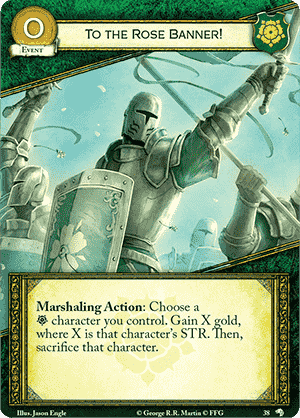 0
To the Rose Banner!
Event
Marshaling Action: Choose a
character you control. Gain X gold,
where X is that character's STR. Then,
sacrifice that character.
Illus. Jason Engle
© George R.R. Martin © FFG
38